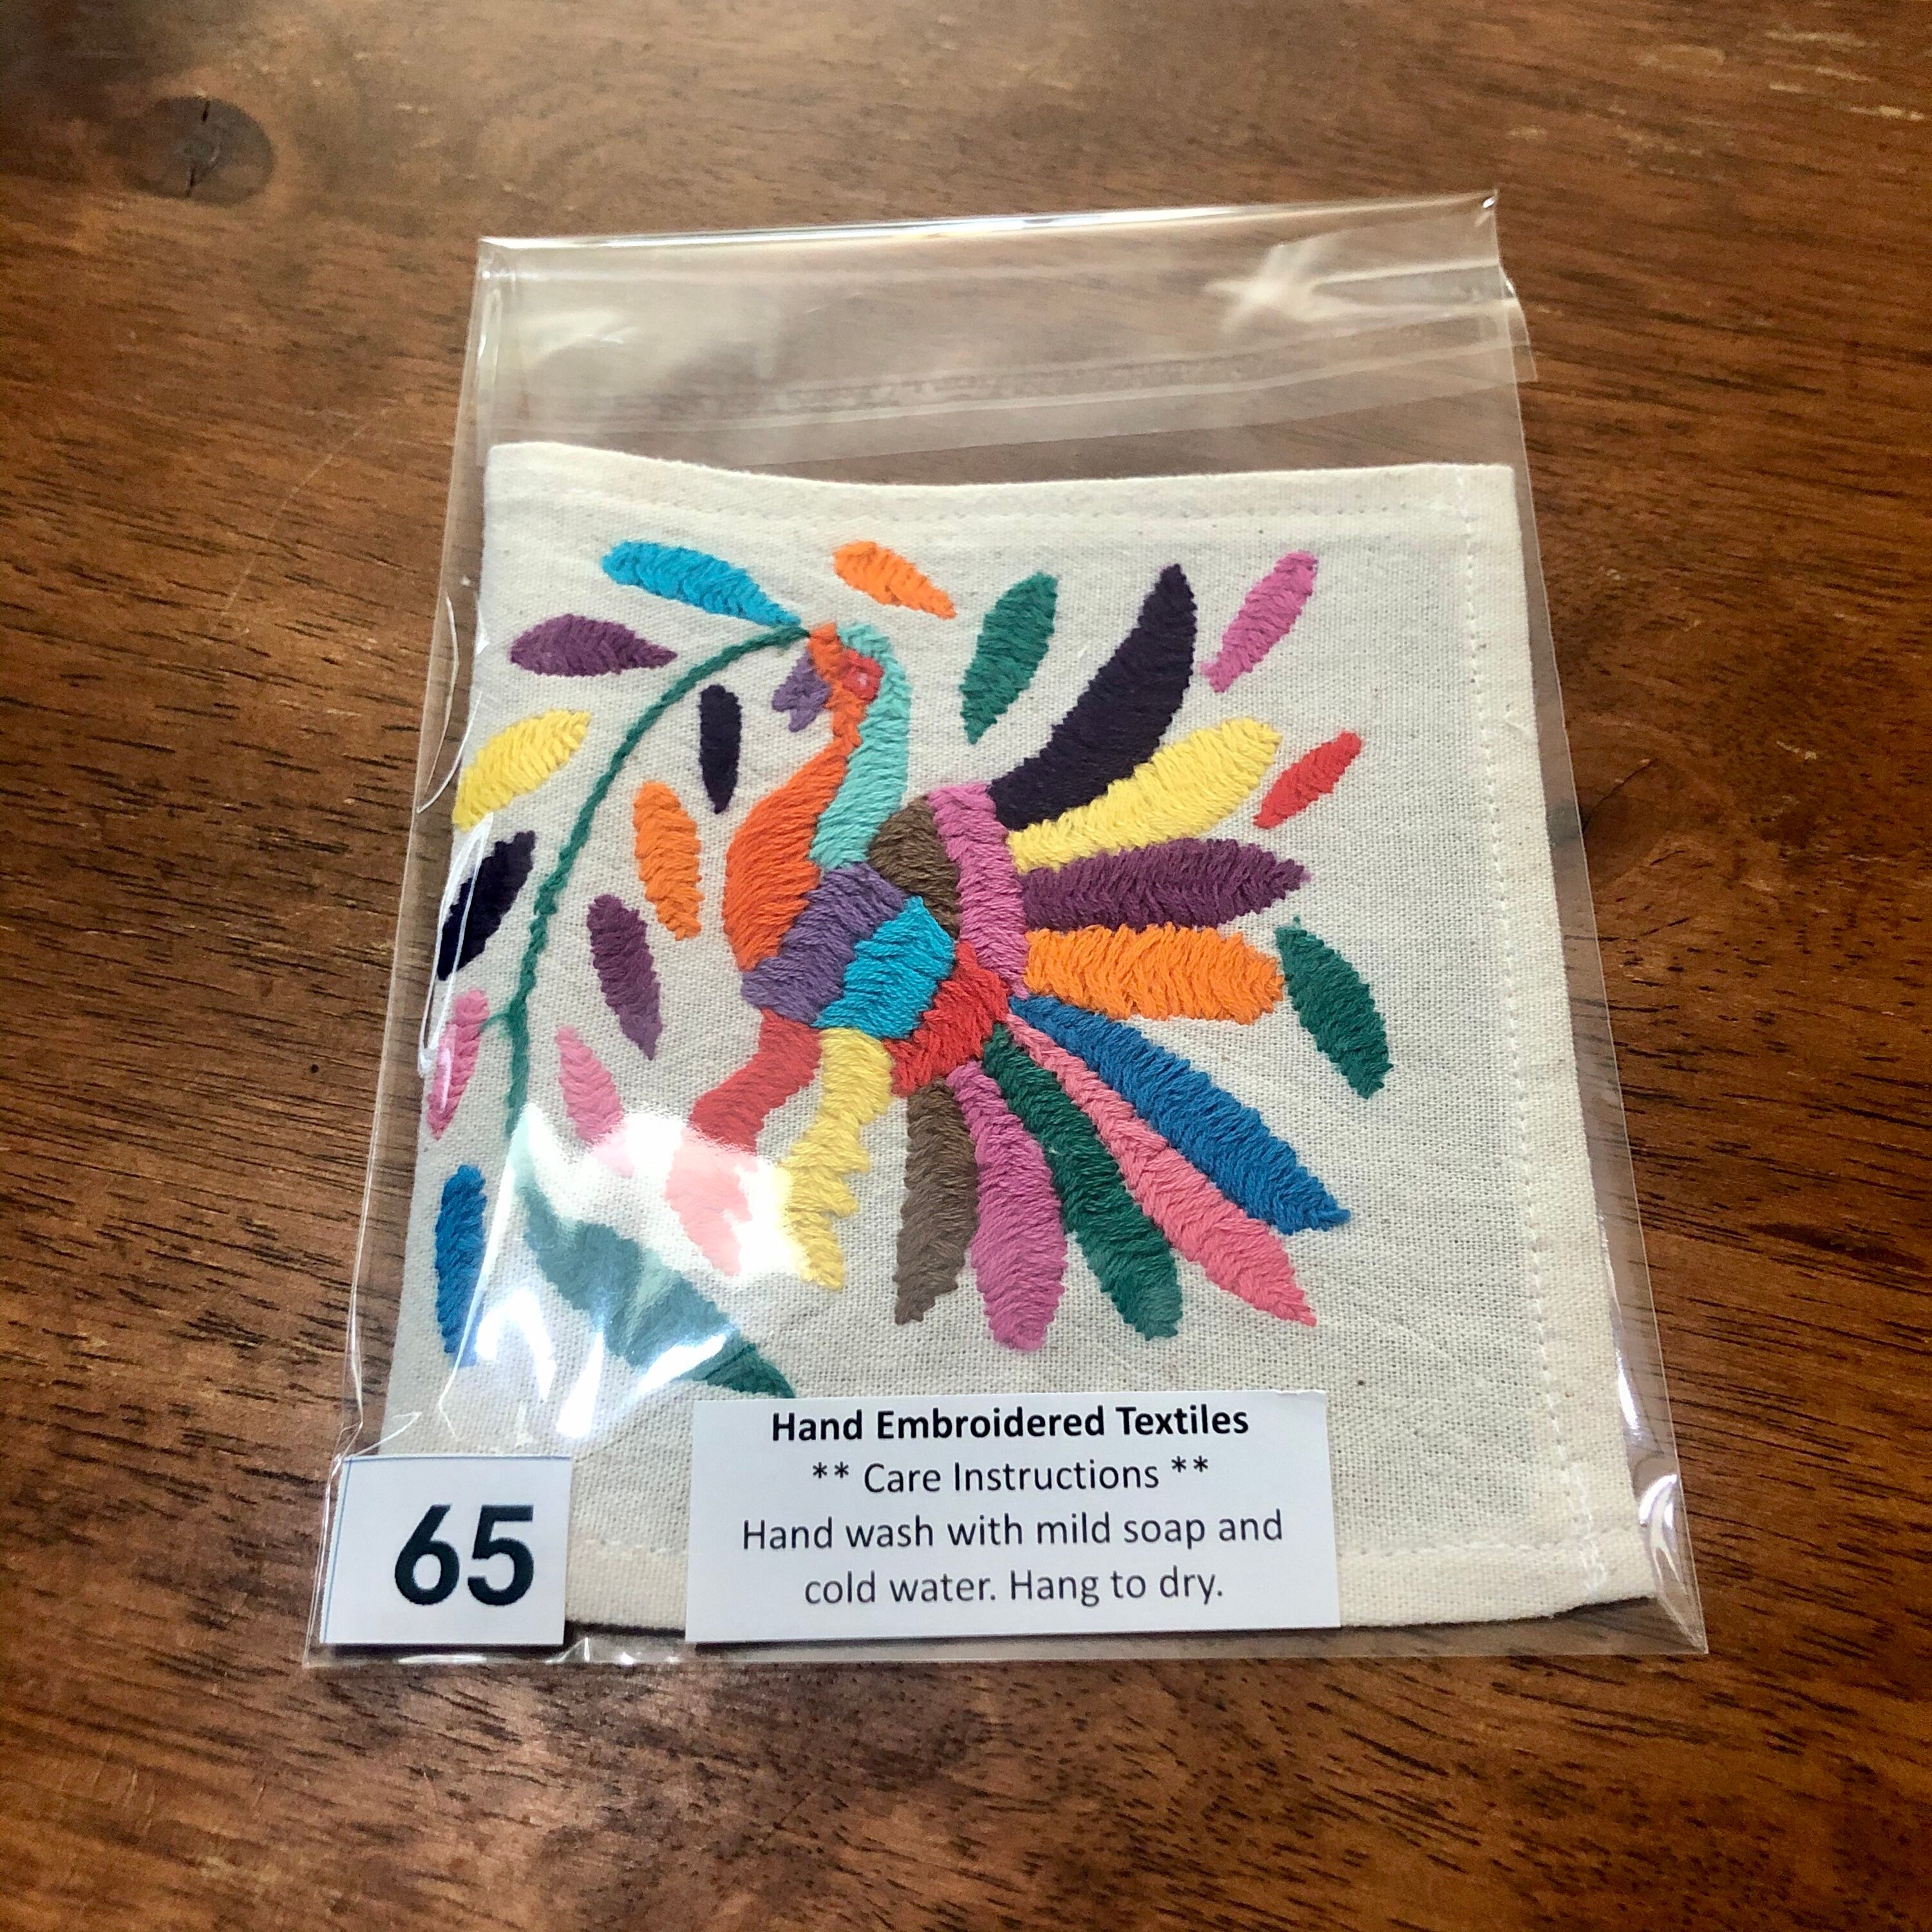 Hand Embroidered Textiles
** Care Instructions **
Hand wash with mild soap and
cold water. Hang to dry.
65